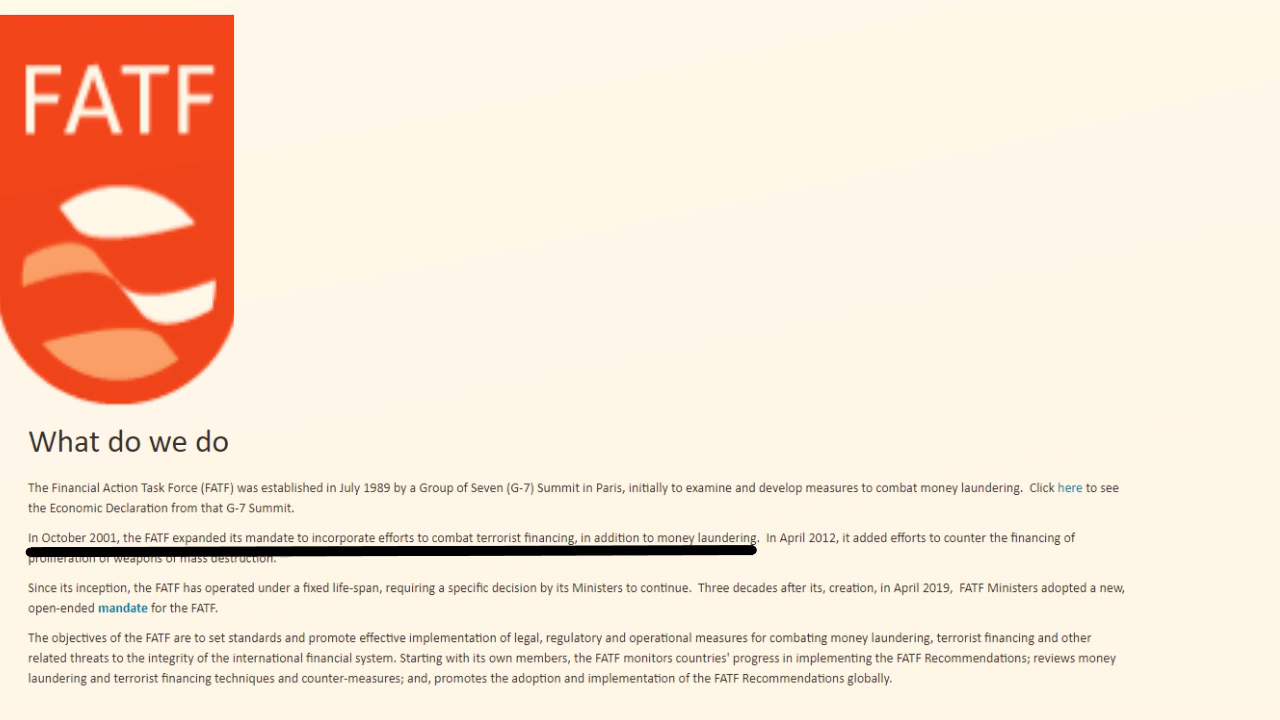 FATF
What do we do
The Financial Action Task Force (FATF) was established in July 1989 by a Group of Seven (G-7) Summit in Paris, initially to examine and develop measures to combat money laundering.  Click here to see
the Economic Declaration from that G-7 Summit.
In October 2001, the FATF expanded its mandate to incorporate efforts to combat terrorist financing, in addition to money laundering.  In April 2012, it added efforts to counter the financing of
proliferation of weapons of mass destruction.
Since its inception, the FATF has operated under a fixed life-span, requiring a specific decision by its Ministers to continue.  Three decades after its, creation, in April 2019,  FATF Ministers adopted a new,
open-ended mandate for the FATF.
The objectives of the FATF are to set standards and promote effective implementation of legal, regulatory and operational measures for combating money laundering, terrorist financing and other
related threats to the integrity of the international financial system. Starting with its own members, the FATF monitors countries' progress in implementing the FATF Recommendations; reviews money
laundering and terrorist financing techniques and counter-measures; and, promotes the adoption and implementation of the FATF Recommendations globally.